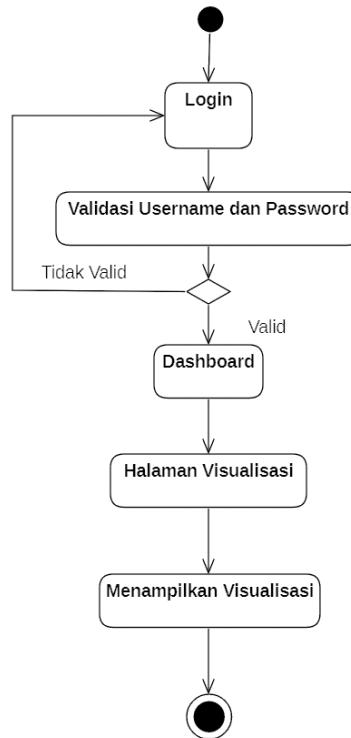 Login
Validasi Username dan Password
Tidak Valid
Valid
Dashboard
Halaman Visualisasi
Menampilkan Visualisasi